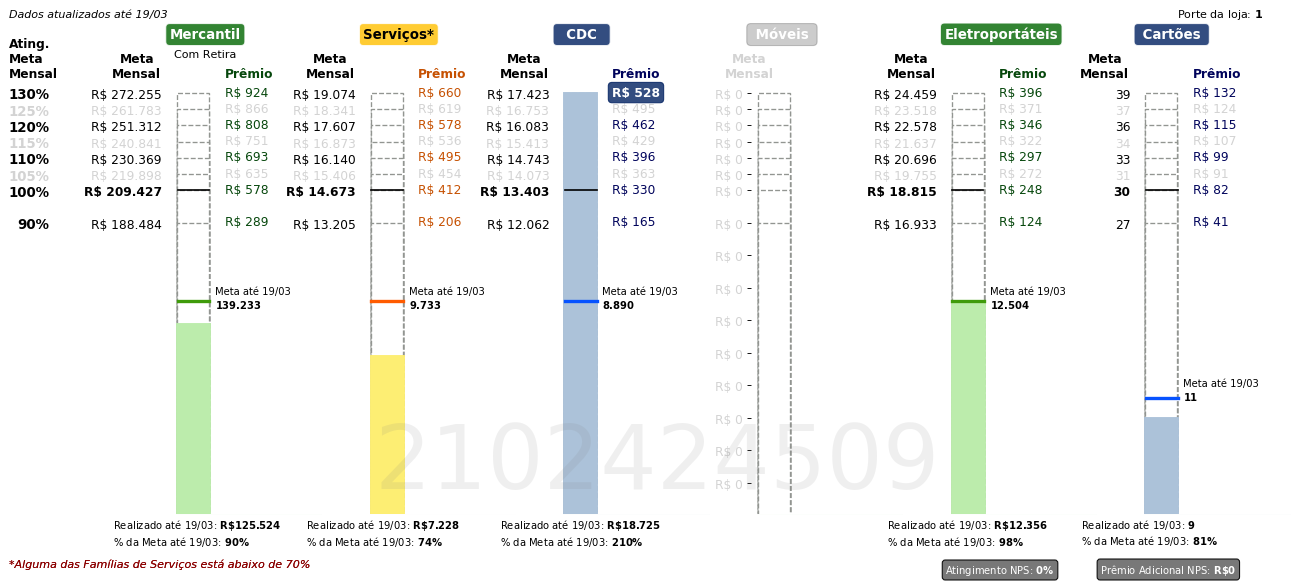 Dados atualizados até 19/03
Porte da loja: 1
Mercantil Serviços* CDC Móveis Eletroportáteis Cartões
Ating. Meta Mensal
Com Retira
Meta Mensal Prêmio Meta Mensal Prêmio Meta Mensal Prêmio Meta Mensal Meta Mensal Prêmio Meta Mensal Prêmio
130% R$ 272.255 R$ 924 R$ 19.074 R$ 660 R$ 17.423 R$ 528 R$ 0 R$ 24.459 R$ 396 39 R$ 132
125% R$ 261.783 R$ 866 R$ 18.341 R$ 619 R$ 16.753 R$ 495 R$ 0 R$ 23.518 R$ 371 37 R$ 124
120% R$ 251.312 R$ 808 R$ 17.607 R$ 578 R$ 16.083 R$ 462 R$ 0 R$ 22.578 R$ 346 36 R$ 115
115% R$ 240.841 R$ 751 R$ 16.873 R$ 536 R$ 15.413 R$ 429 R$ 0 R$ 21.637 R$ 322 34 R$ 107
110% R$ 230.369 R$ 693 R$ 16.140 R$ 495 R$ 14.743 R$ 396 R$ 0 R$ 20.696 R$ 297 33 R$ 99
105% R$ 219.898 R$ 635 R$ 15.406 R$ 454 R$ 14.073 R$ 363 R$ 0 R$ 19.755 R$ 272 31 R$ 91
100% R$ 209.427 R$ 578 R$ 14.673 R$ 412 R$ 13.403 R$ 330 R$ 0 R$ 18.815 R$ 248 30 R$ 82
90% R$ 188.484 R$ 289 R$ 13.205 R$ 206 R$ 12.062 R$ 165 R$ 0 R$ 16.933 R$ 124 27 R$ 41
R$ 0
R$ 0
Meta até 19/03 Meta até 19/03 Meta até 19/03 Meta até 19/03
139.233 9.733 8.890 12.504
R$ 0
R$ 0
R$ 0
Meta até 19/03
11
R$ 0
R$ 0
R$ 0
2102424509
Realizado até 19/03: R$125.524 Realizado até 19/03: R$7.228 Realizado até 19/03: R$18.725 Realizado até 19/03: R$12.356 Realizado até 19/03: 9
% da Meta até 19/03: 90% % da Meta até 19/03: 74% % da Meta até 19/03: 210% % da Meta até 19/03: 98% % da Meta até 19/03: 81%
*Alguma das Famílias de Serviços está abaixo de 70%
Atingimento NPS: 0% Prêmio Adicional NPS: R$0